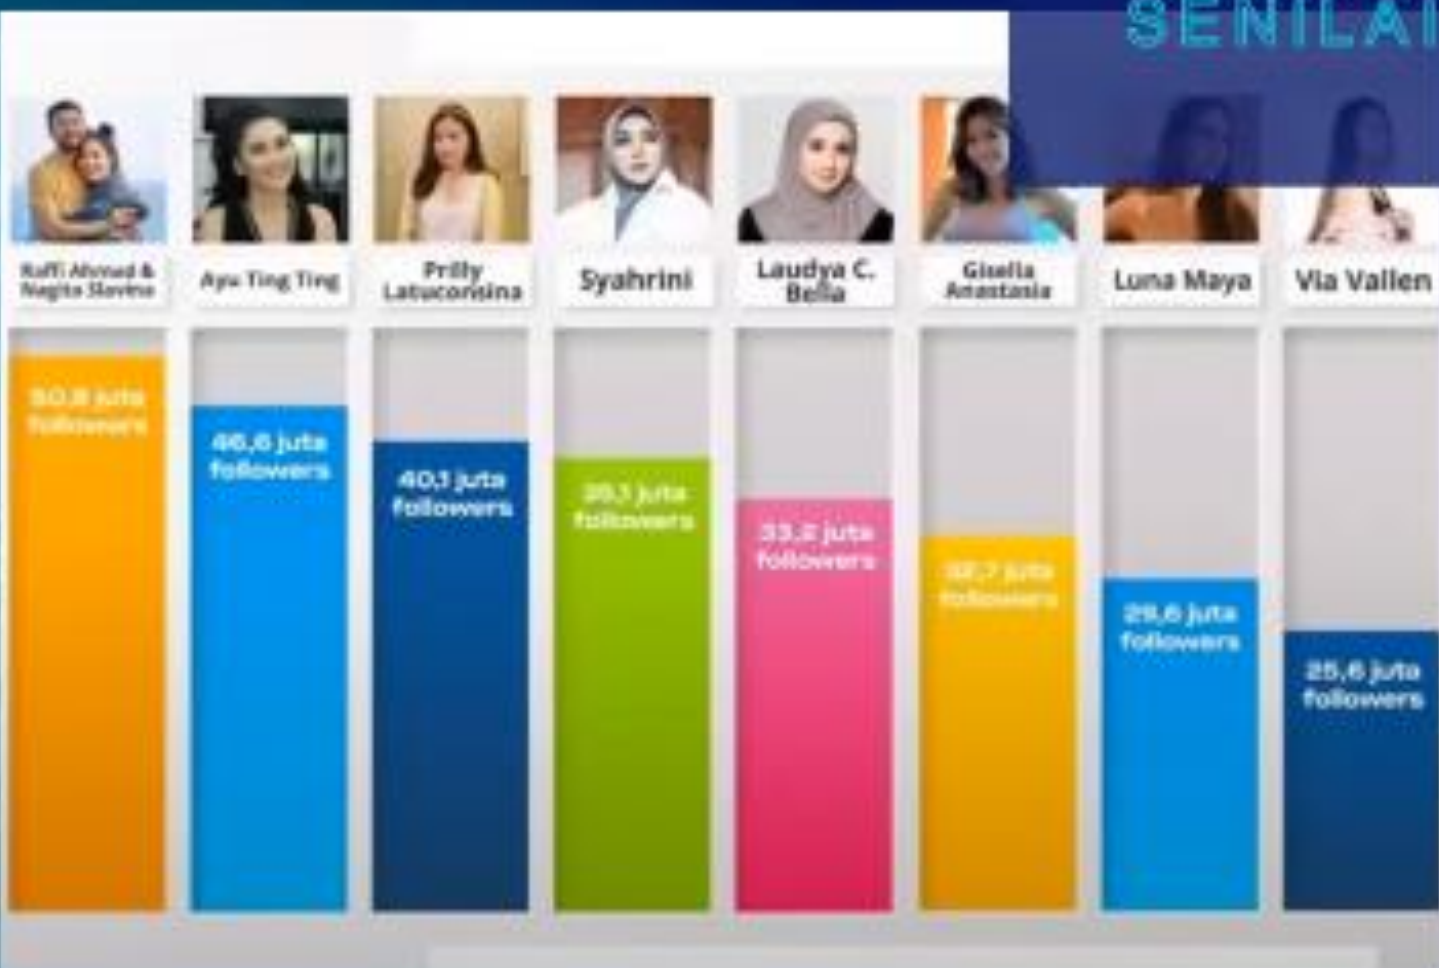 SENILAI
Raffi Ahmad &
Nagita Slavina
Ayu Ting Ting
Prilly
Latuconsina
Syahrini
Laudya C.
Bella
Gisella
Anastasia
Luna Maya
Via Vallen
juta
followers
46,6 juta
followers
40,1 juta
followers
juta
followers
33,2 juta
followers
32,7 juta
followers
29,6 juta
followers
25,6 juta
followers